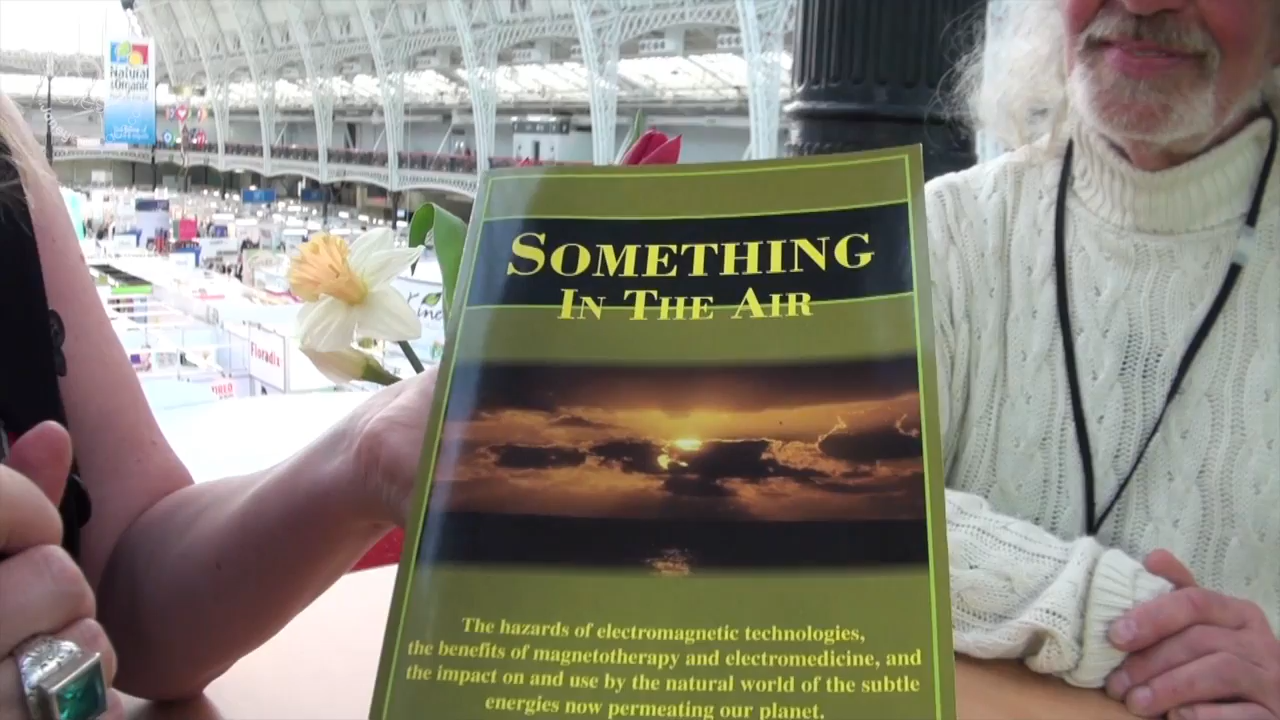 Natural
&Organic
SOMETHING
IN THE AIR
Floradix
The hazards of electromagnetic technologies,
the benefits of magnetotherapy and electromedicine, and
the impact on and use by the natural world of the subtle
energies now permeating our planet.